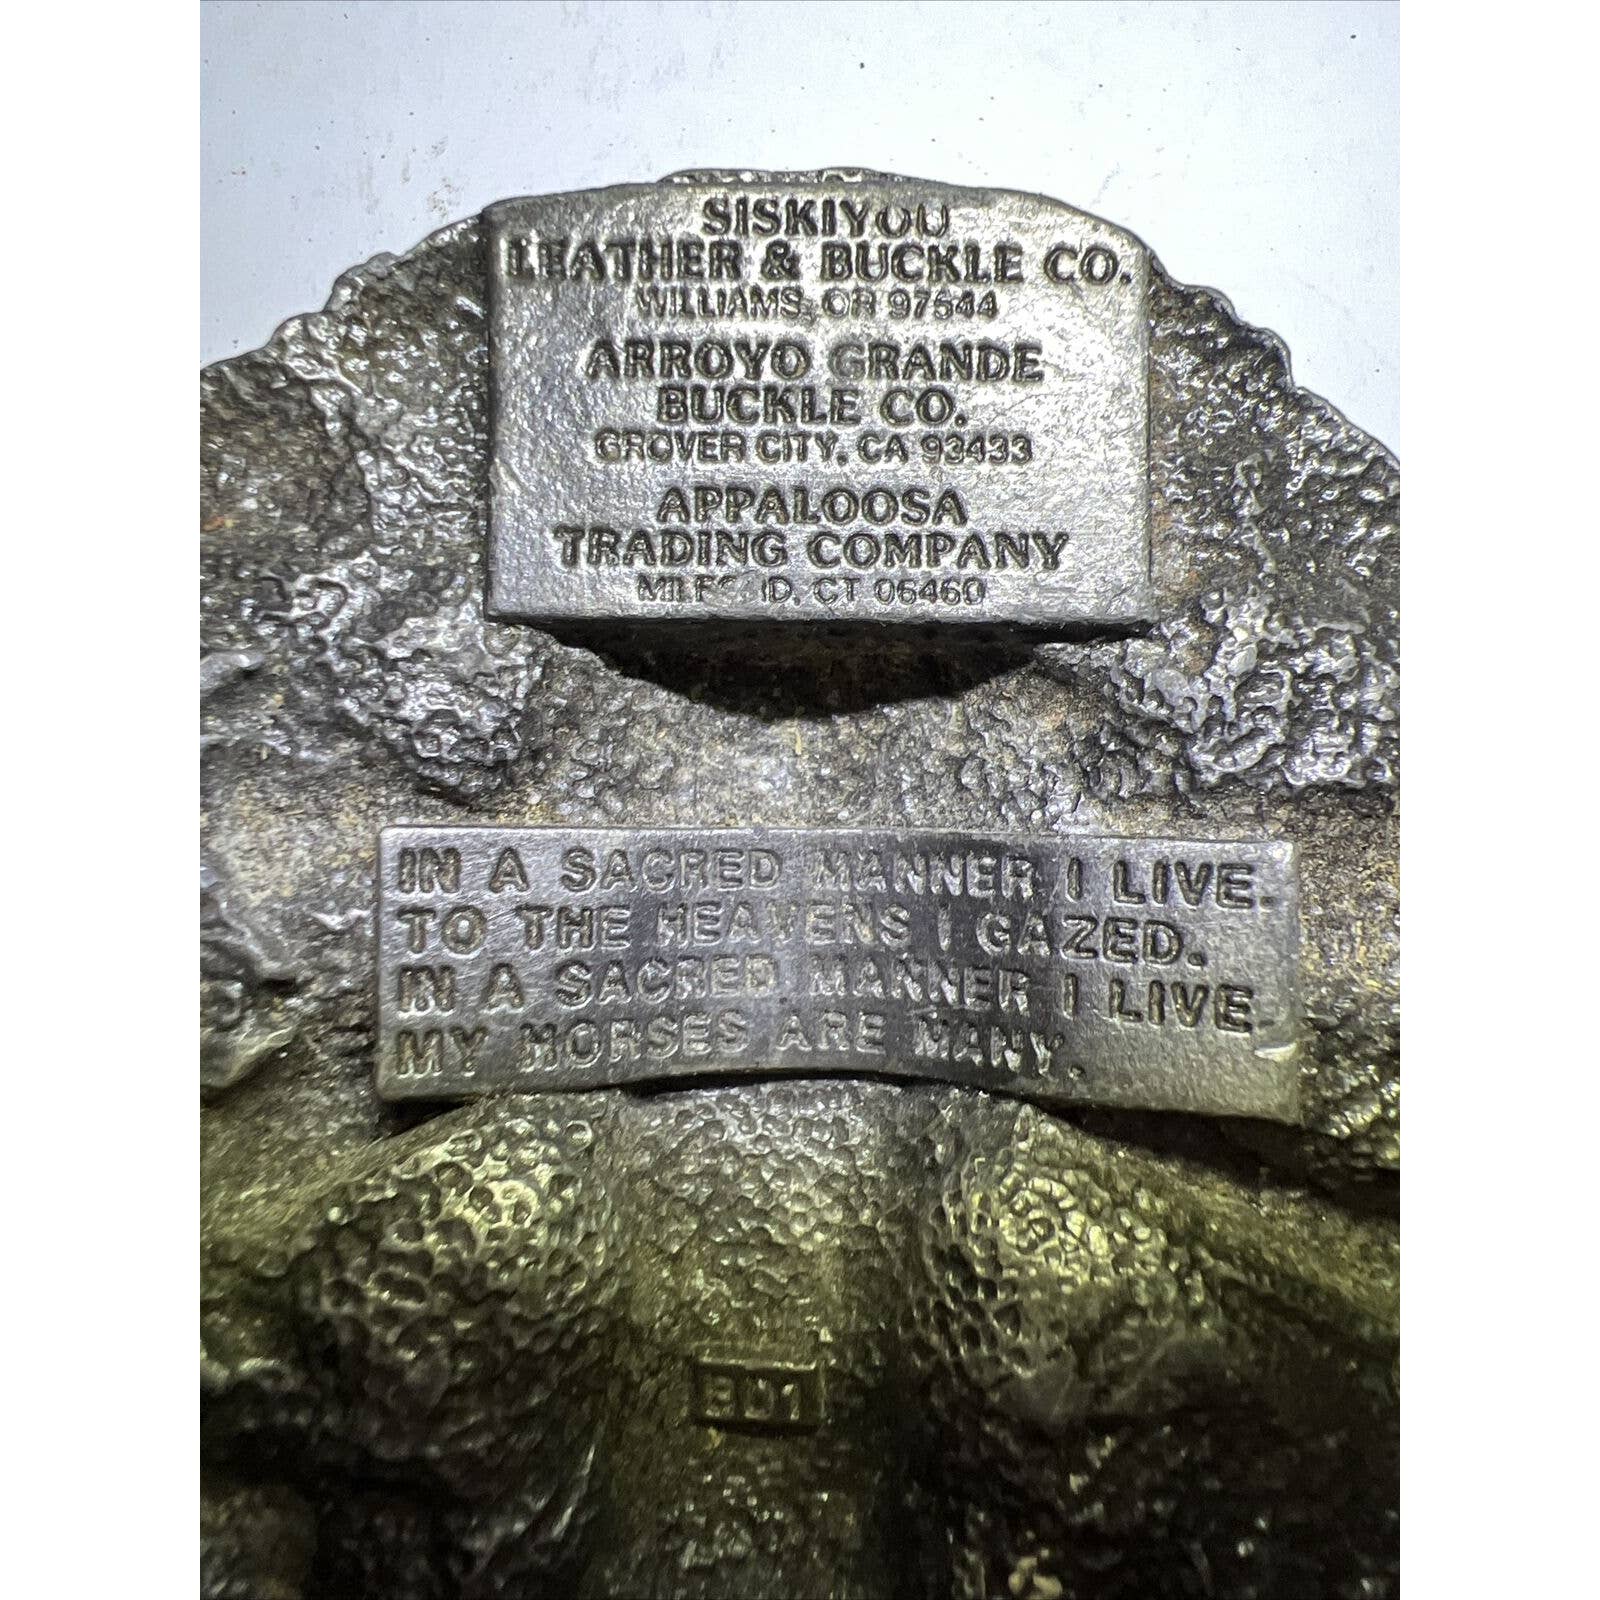 SISKIYOU
LEATHER & BUCKLE CO.
WILLIAMS, OR 97544
ARROYO GRANDE
BUCKLE CO.
GROVER CITY, CA 93433
APPALOOSA
TRADING COMPANY
CT 06460
IN A SACRED MANNER I LIVE.
TO THE HEAVENS I GAZED.
IN A SACRED MANNER I LIVE
MY HORSES ARE MANY.